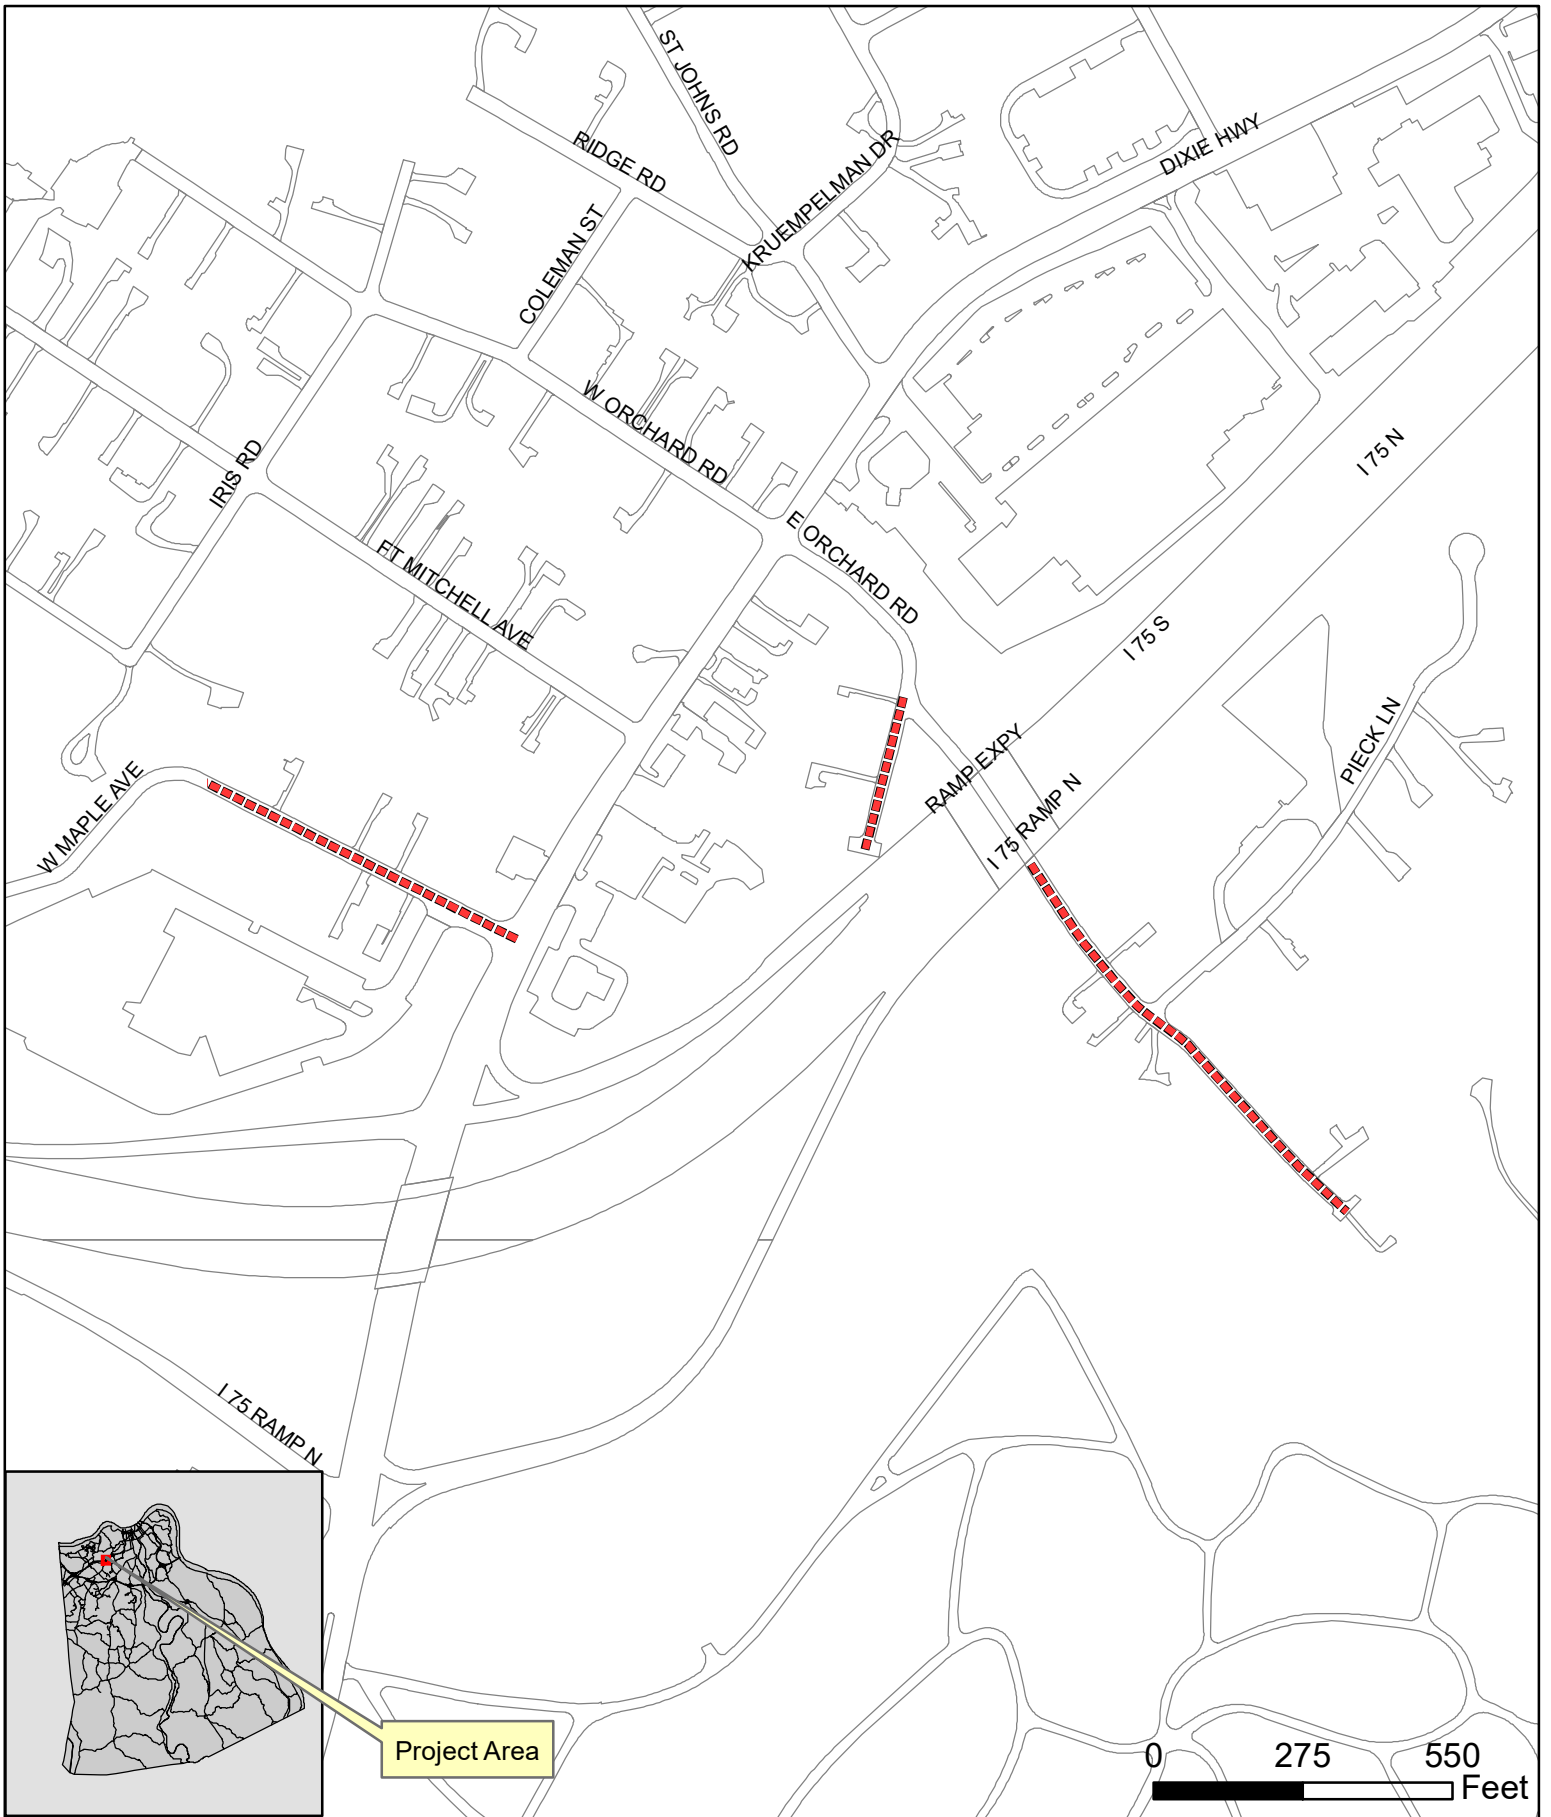 ST JOHNS RD
RIDGE RD
KRUEMPELMAN DR
DIXIE HWY
COLEMAN ST
W ORCHARD RD
IRIS RD
I 75 N
E ORCHARD RD
FT MITCHELL AVE
I 75 S
PIECK LN
RAMP EXPY
W MAPLE AVE
I 75 RAMP N
I 75 RAMP N
Project Area
0 275 550
Feet